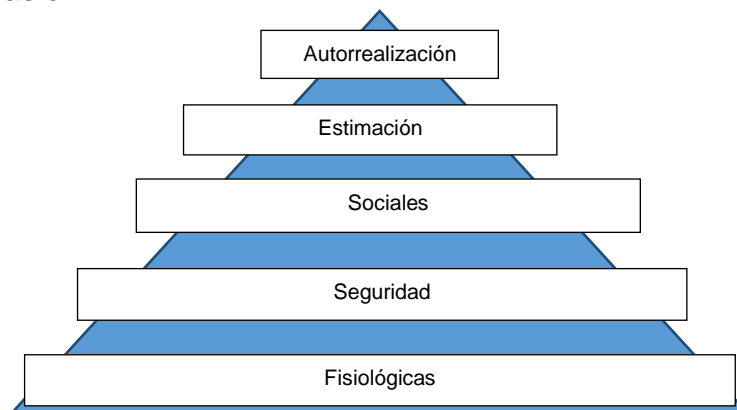 Autorrealización
Estimación
Sociales
Seguridad
Fisiológicas